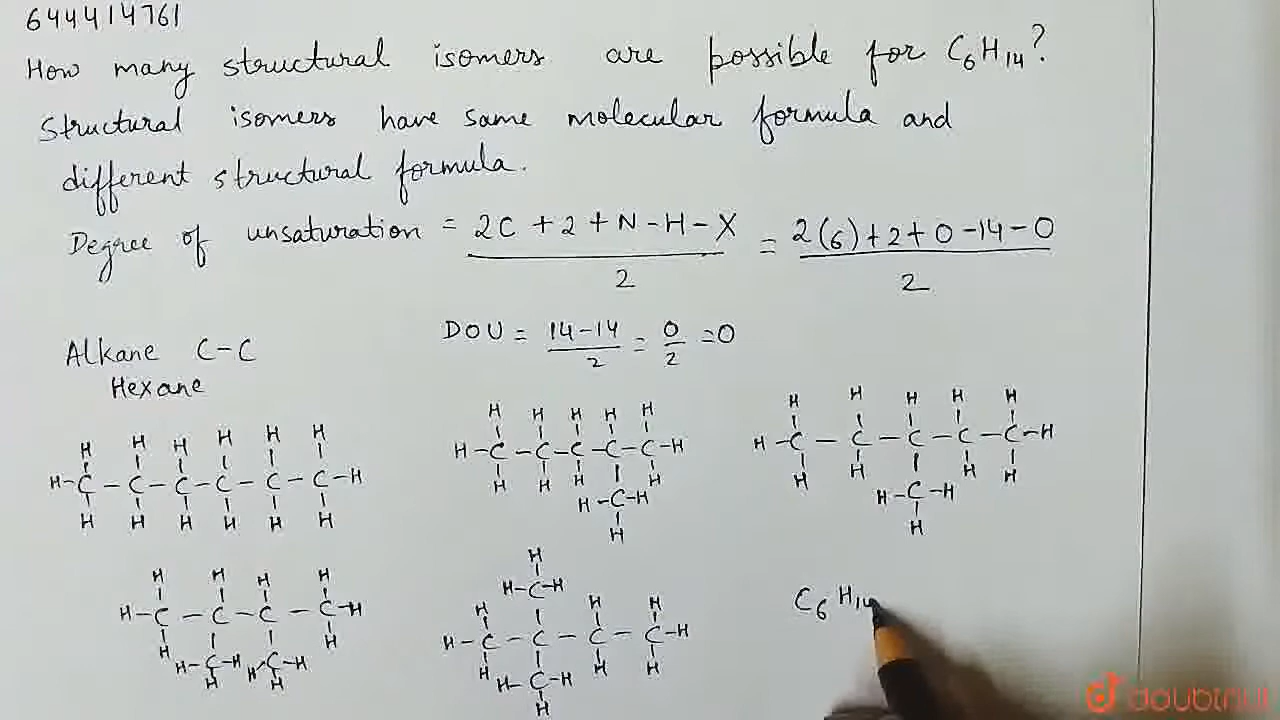 644414761
How many structural isomers are possible for C6H14?
Structural isomers have same molecular formula and
different structural formula.
Degree of unsaturation = 2C + 2 + N - H - X / 2 = 2(6) + 2 + 0 - 14 - 0 / 2
DOU = 14 - 14 / 2 = 0 / 2 = 0
Alkane C-C
Hexane
H H H H H H
H-C-C-C-C-C-C-H
H H H H H H
H H H H H
H-C-C-C-C-C-H
H H H H
H-C-H
H
H H H H H
H-C-C-C-C-C-H
H H H H
H-C-H
H
H H H H
H-C-C-C-C-H
H H
H-C-H H-C-H
H H
H
H-C-H
H H H
H-C-C-C-C-H
H H H
H-C-H
H
C6H14
doubtnut